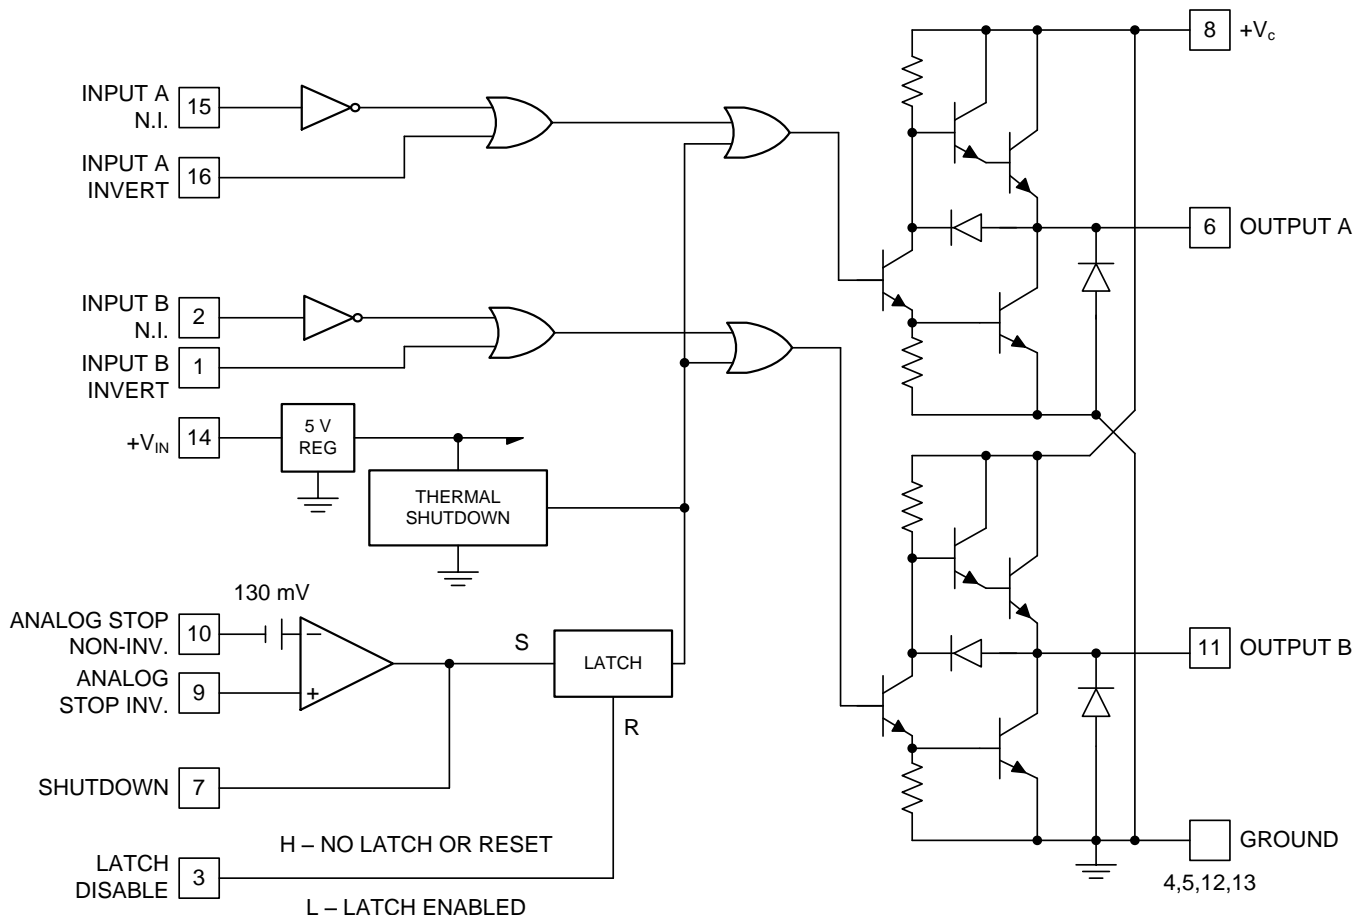 8
+Vc
INPUT A
N.I.
15
INPUT A
INVERT
16
6
OUTPUT A
INPUT B
N.I.
2
INPUT B
INVERT
1
+VIN
14
5 V
REG
THERMAL
SHUTDOWN
130 mV
ANALOG STOP
NON-INV.
10
–
ANALOG
STOP INV.
9
+
S
LATCH
R
11
OUTPUT B
SHUTDOWN
7
H – NO LATCH OR RESET
LATCH
DISABLE
3
L – LATCH ENABLED
GROUND
4,5,12,13